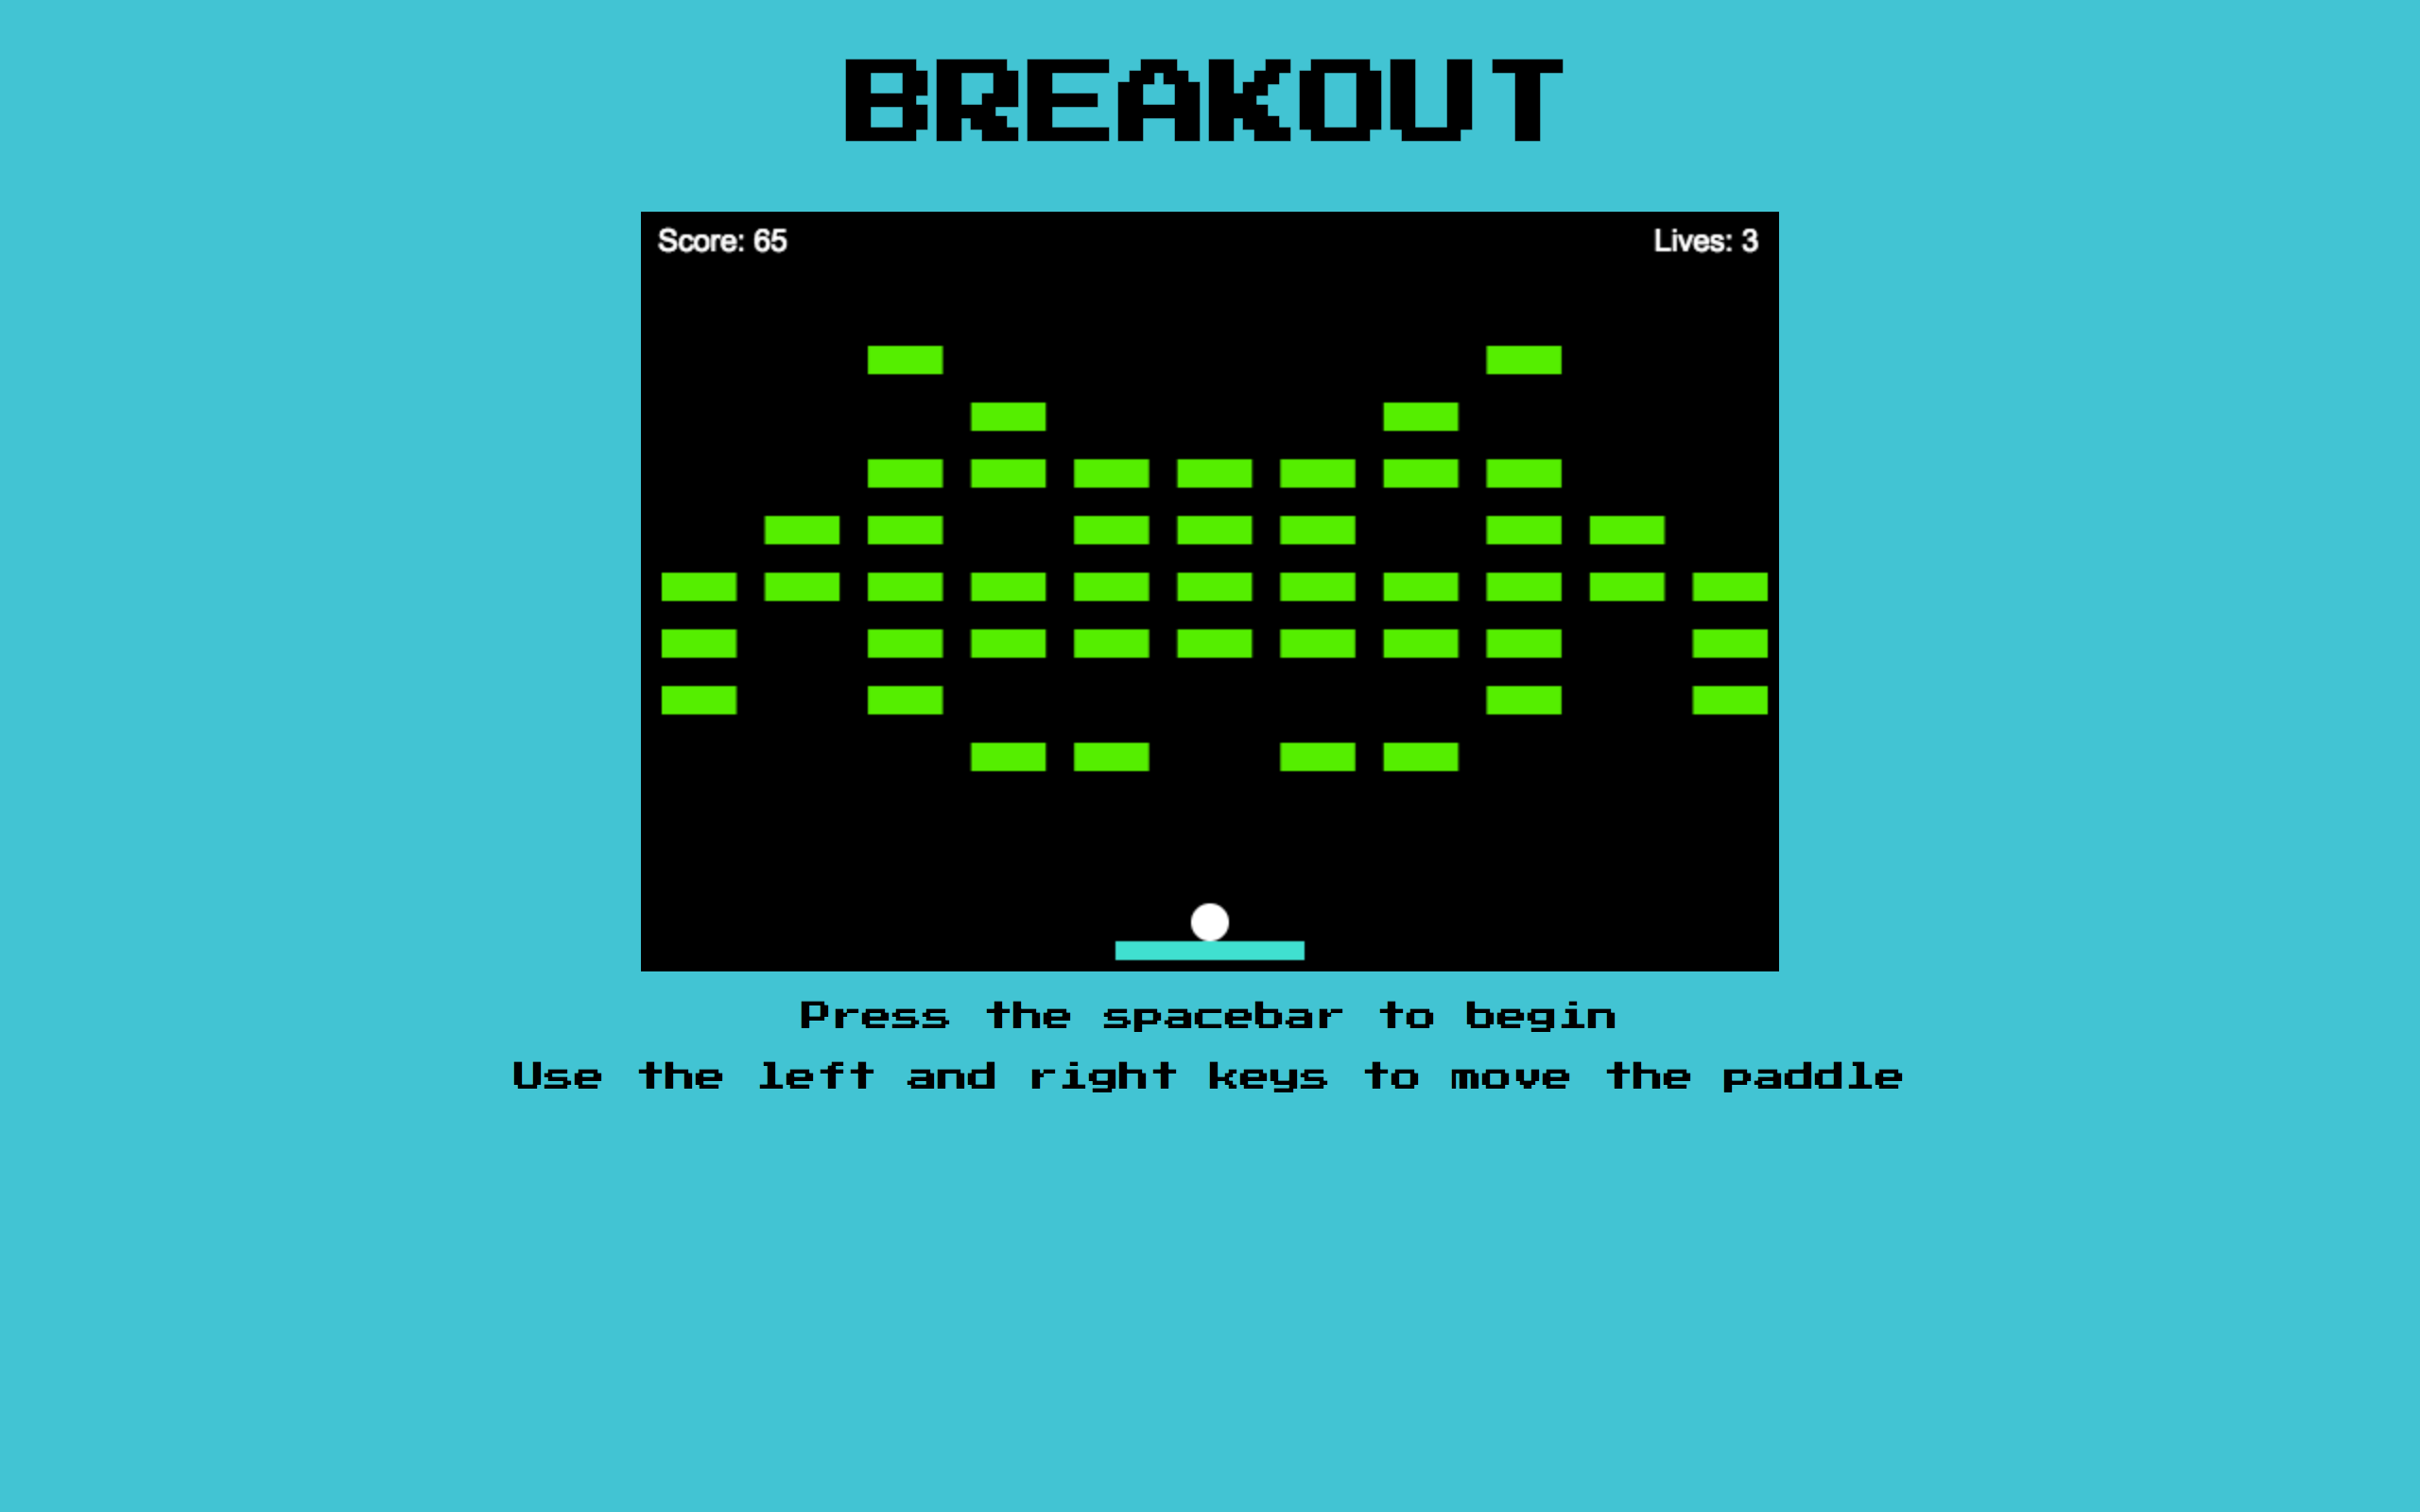 BREAKOUT
Score: 65
Lives: 3
Press the spacebar to begin
Use the left and right keys to move the paddle